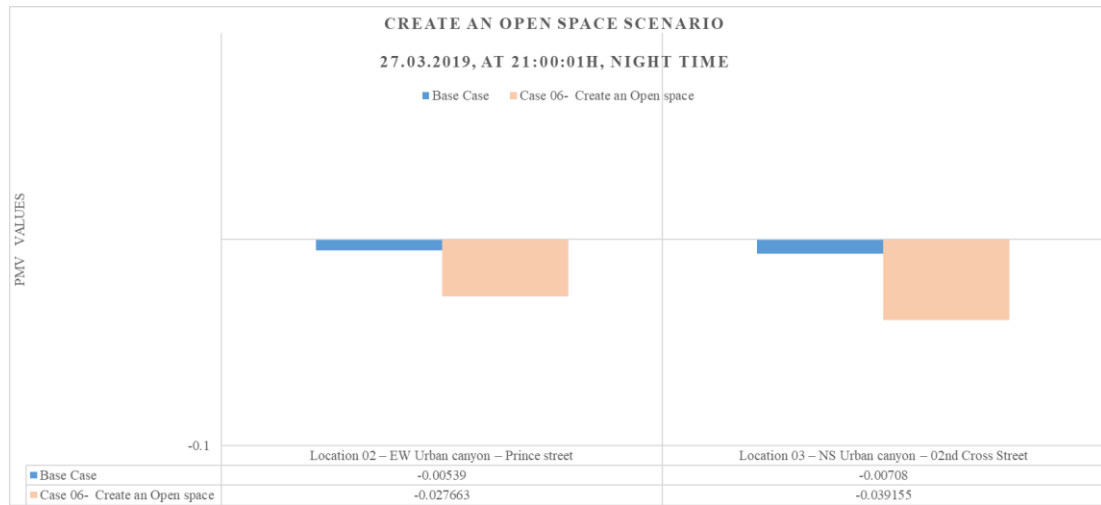 CREATE AN OPEN SPACE SCENARIO
27.03.2019, AT 21:00:01H, NIGHT TIME
Base Case Case 06- Create an Open space
PMV VALUES
-0.1
Location 02 – EW Urban canyon – Prince street Location 03 – NS Urban canyon – 02nd Cross Street
Base Case -0.00539 -0.00708
Case 06- Create an Open space -0.027663 -0.039155